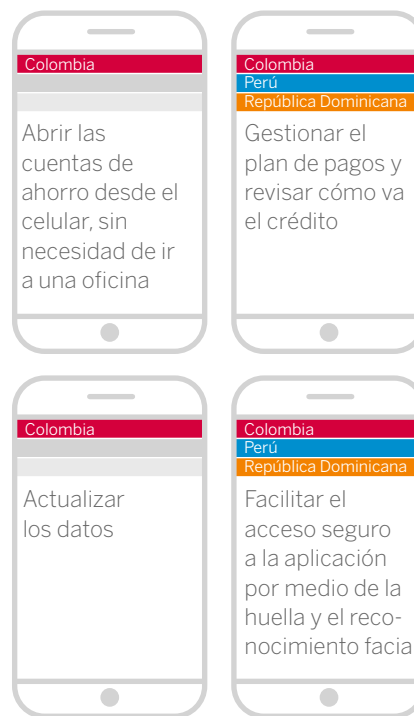 Colombia
Abrir las
cuentas de
ahorro desde el
celular, sin
necesidad de ir
a una oficina
Colombia
Perú
República Dominicana
Gestionar el
plan de pagos y
revisar cómo va
el crédito
Colombia
Actualizar
los datos
Colombia
Perú
República Dominicana
Facilitar el
acceso seguro
a la aplicación
por medio de la
huella y el reco-
nocimiento facia